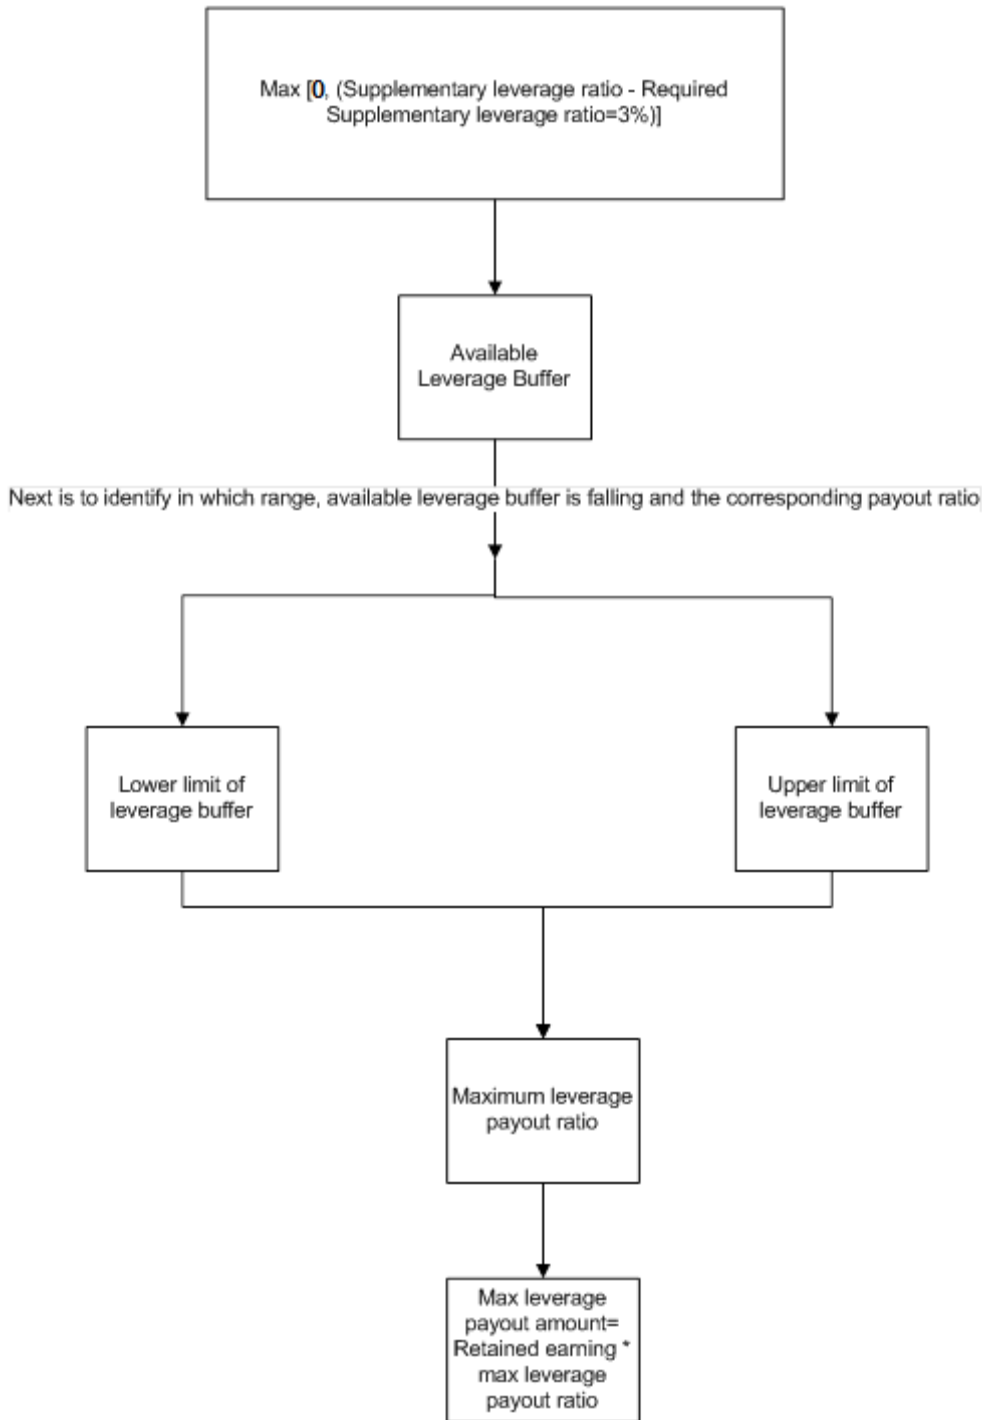 Max [0, (Supplementary leverage ratio - Required
Supplementary leverage ratio=3%)]
Available
Leverage Buffer
Next is to identify in which range, available leverage buffer is falling and the corresponding payout ratio
Lower limit of
leverage buffer
Upper limit of
leverage buffer
Maximum leverage
payout ratio
Max leverage
payout amount=
Retained earning *
max leverage
payout ratio